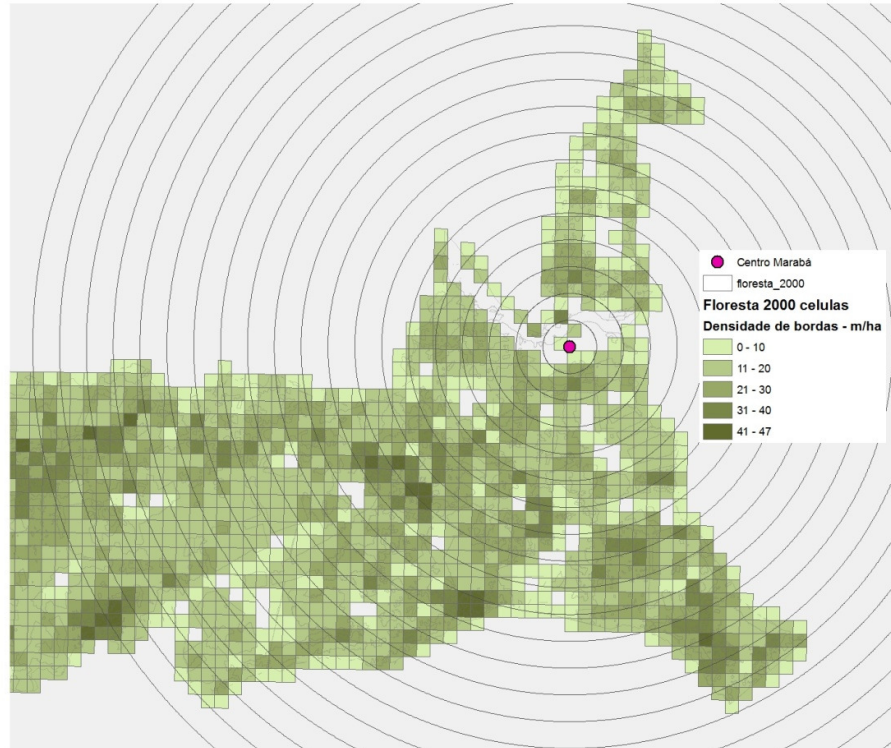 Centro Marabá
floresta_2000
Floresta 2000 celulas
Densidade de bordas - m/ha
0 - 10
11 - 20
21 - 30
31 - 40
41 - 47